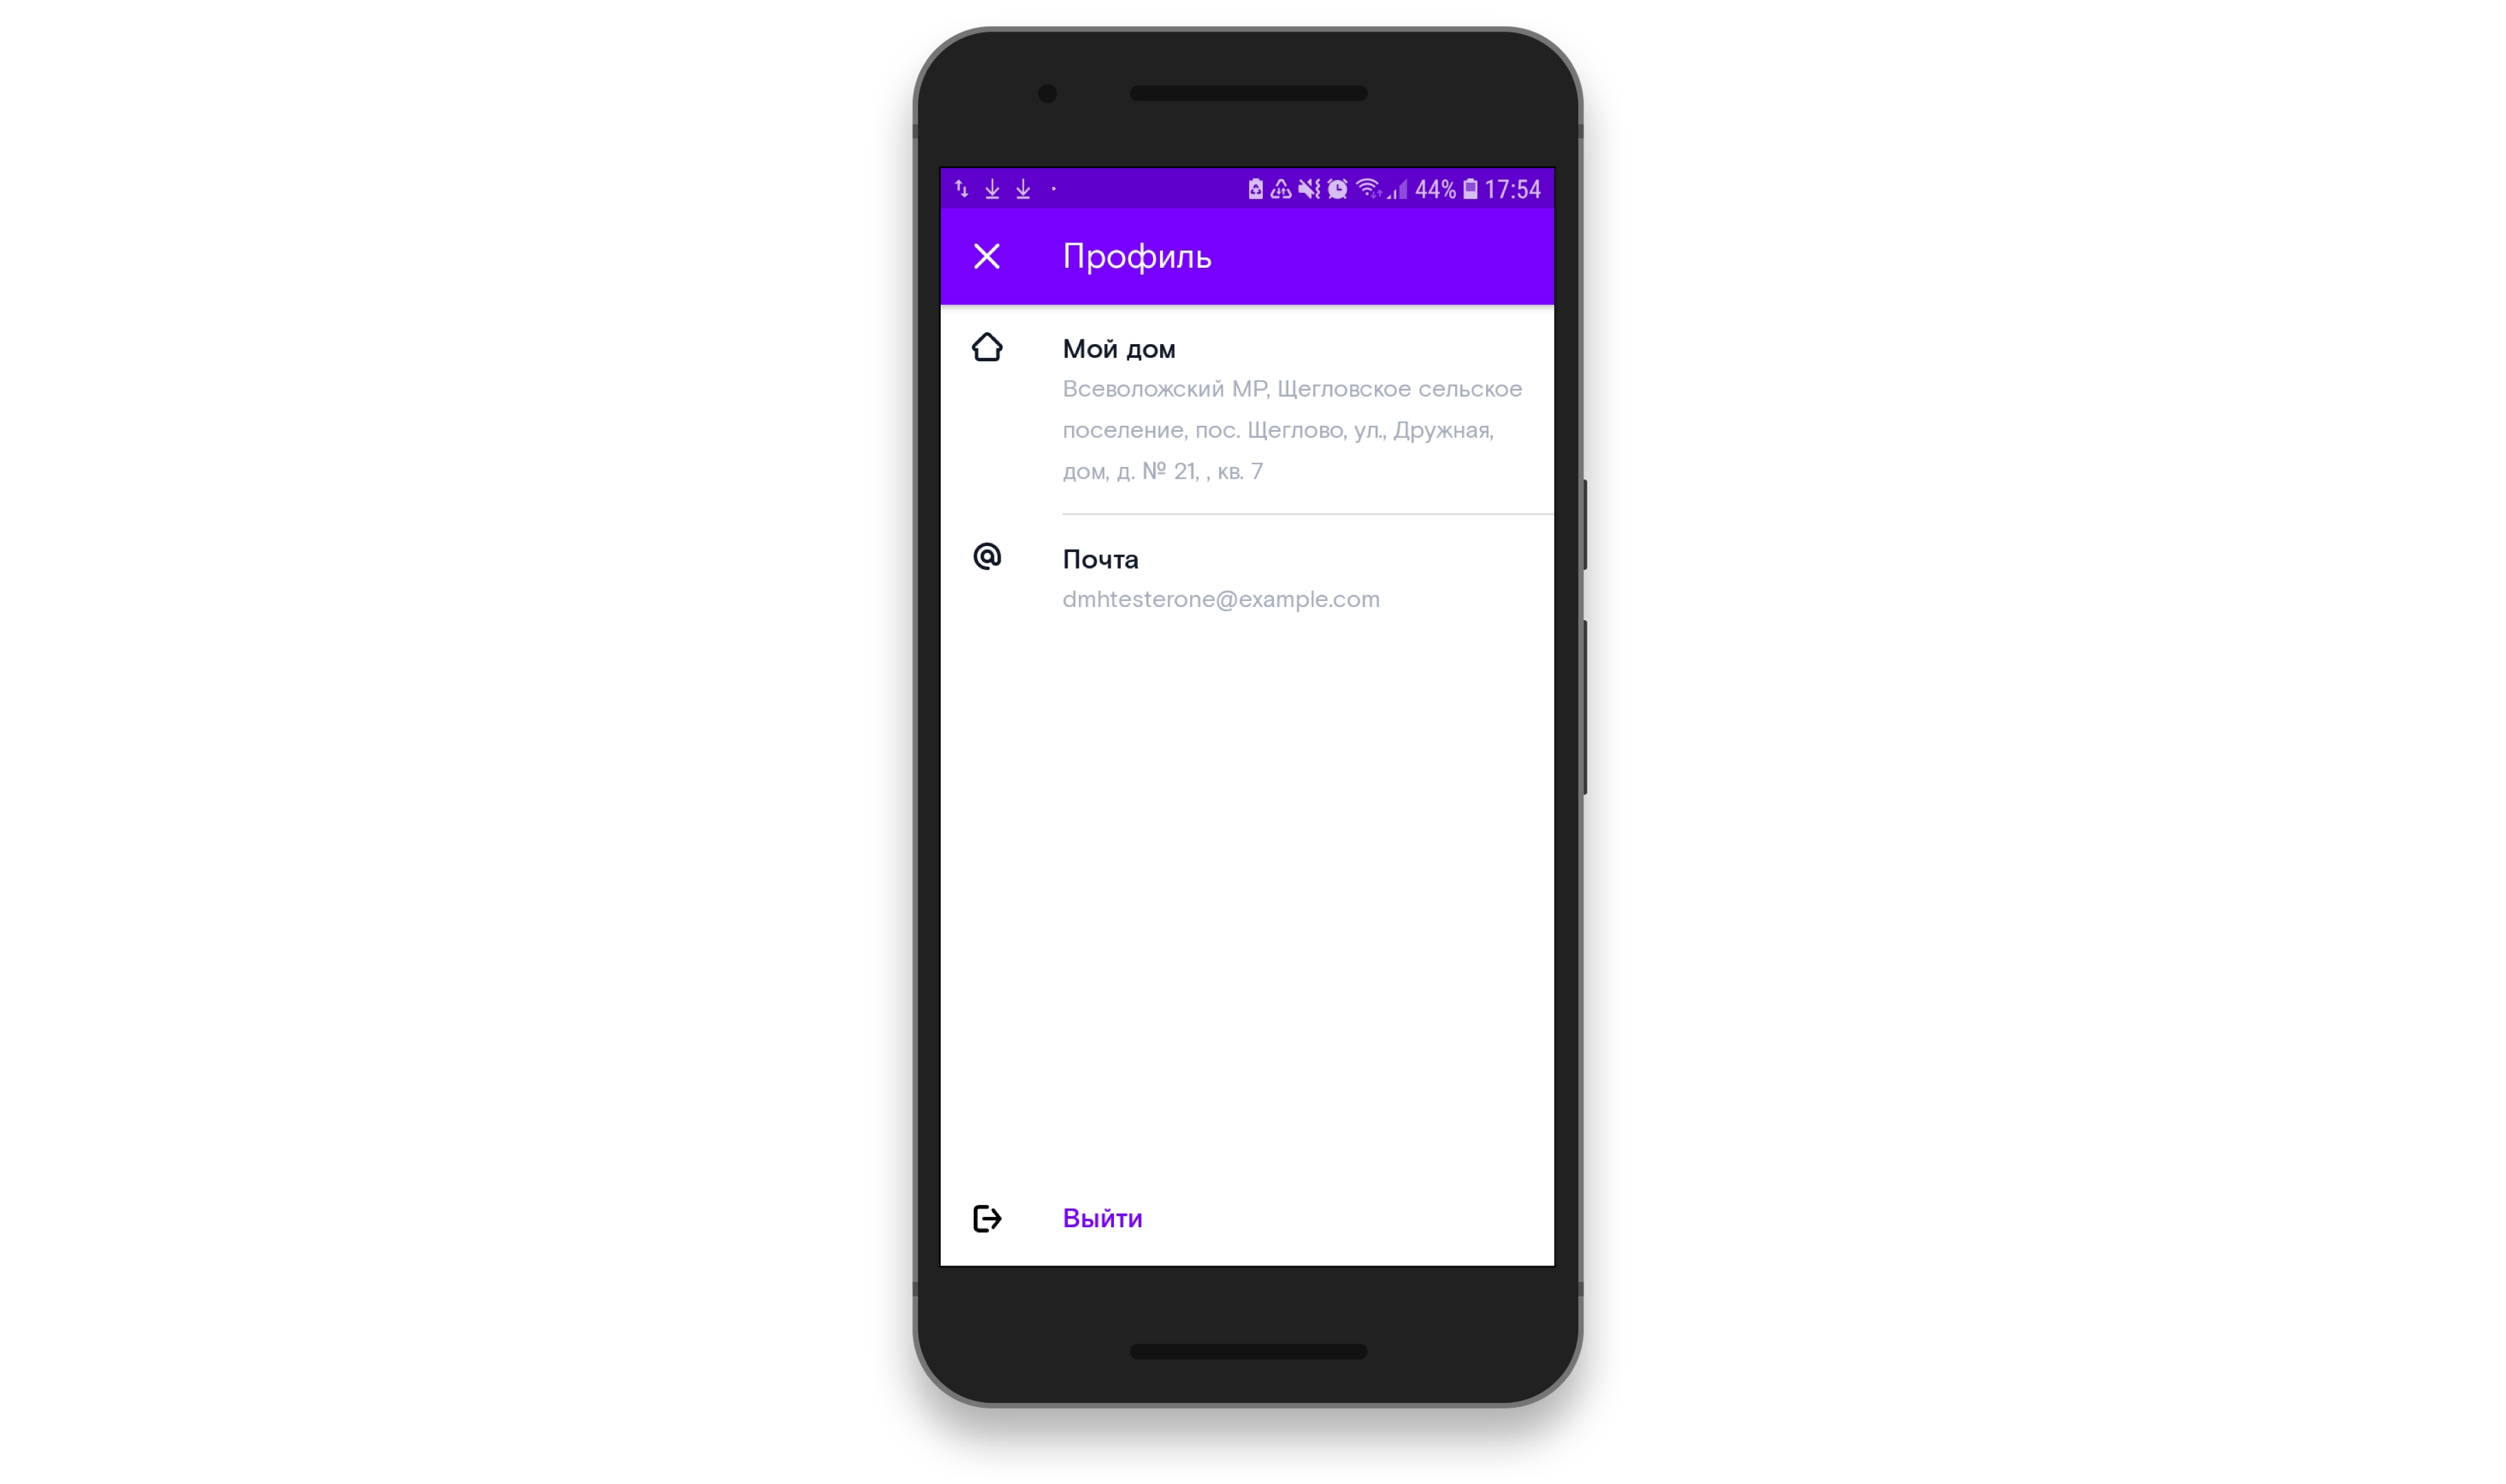 44% 17:54
Профиль
Мой дом
Всеволожский МР, Щегловское сельское
поселение, пос. Щеглово, ул., Дружная,
дом, д. № 21, , кв. 7
Почта
dmhtesterone@example.com
Выйти